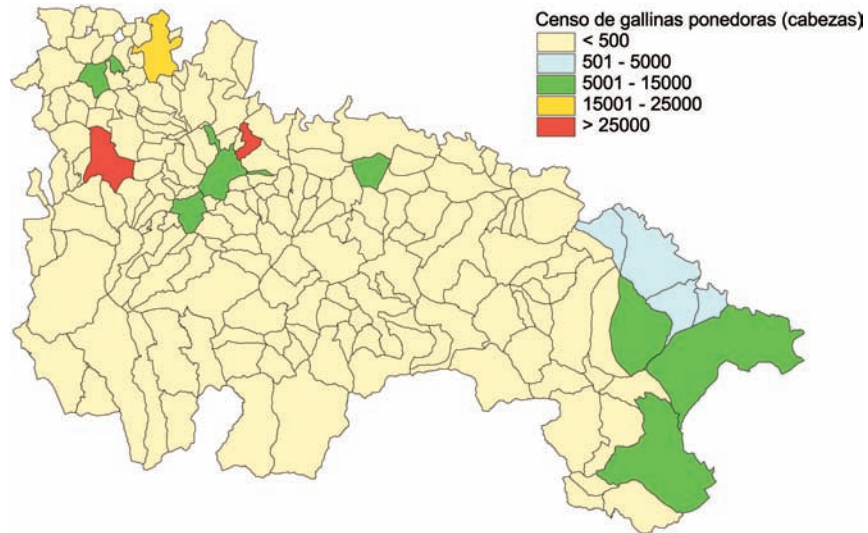 Censo de gallinas ponedoras (cabezas)
< 500
501 - 5000
5001 - 15000
15001 - 25000
> 25000